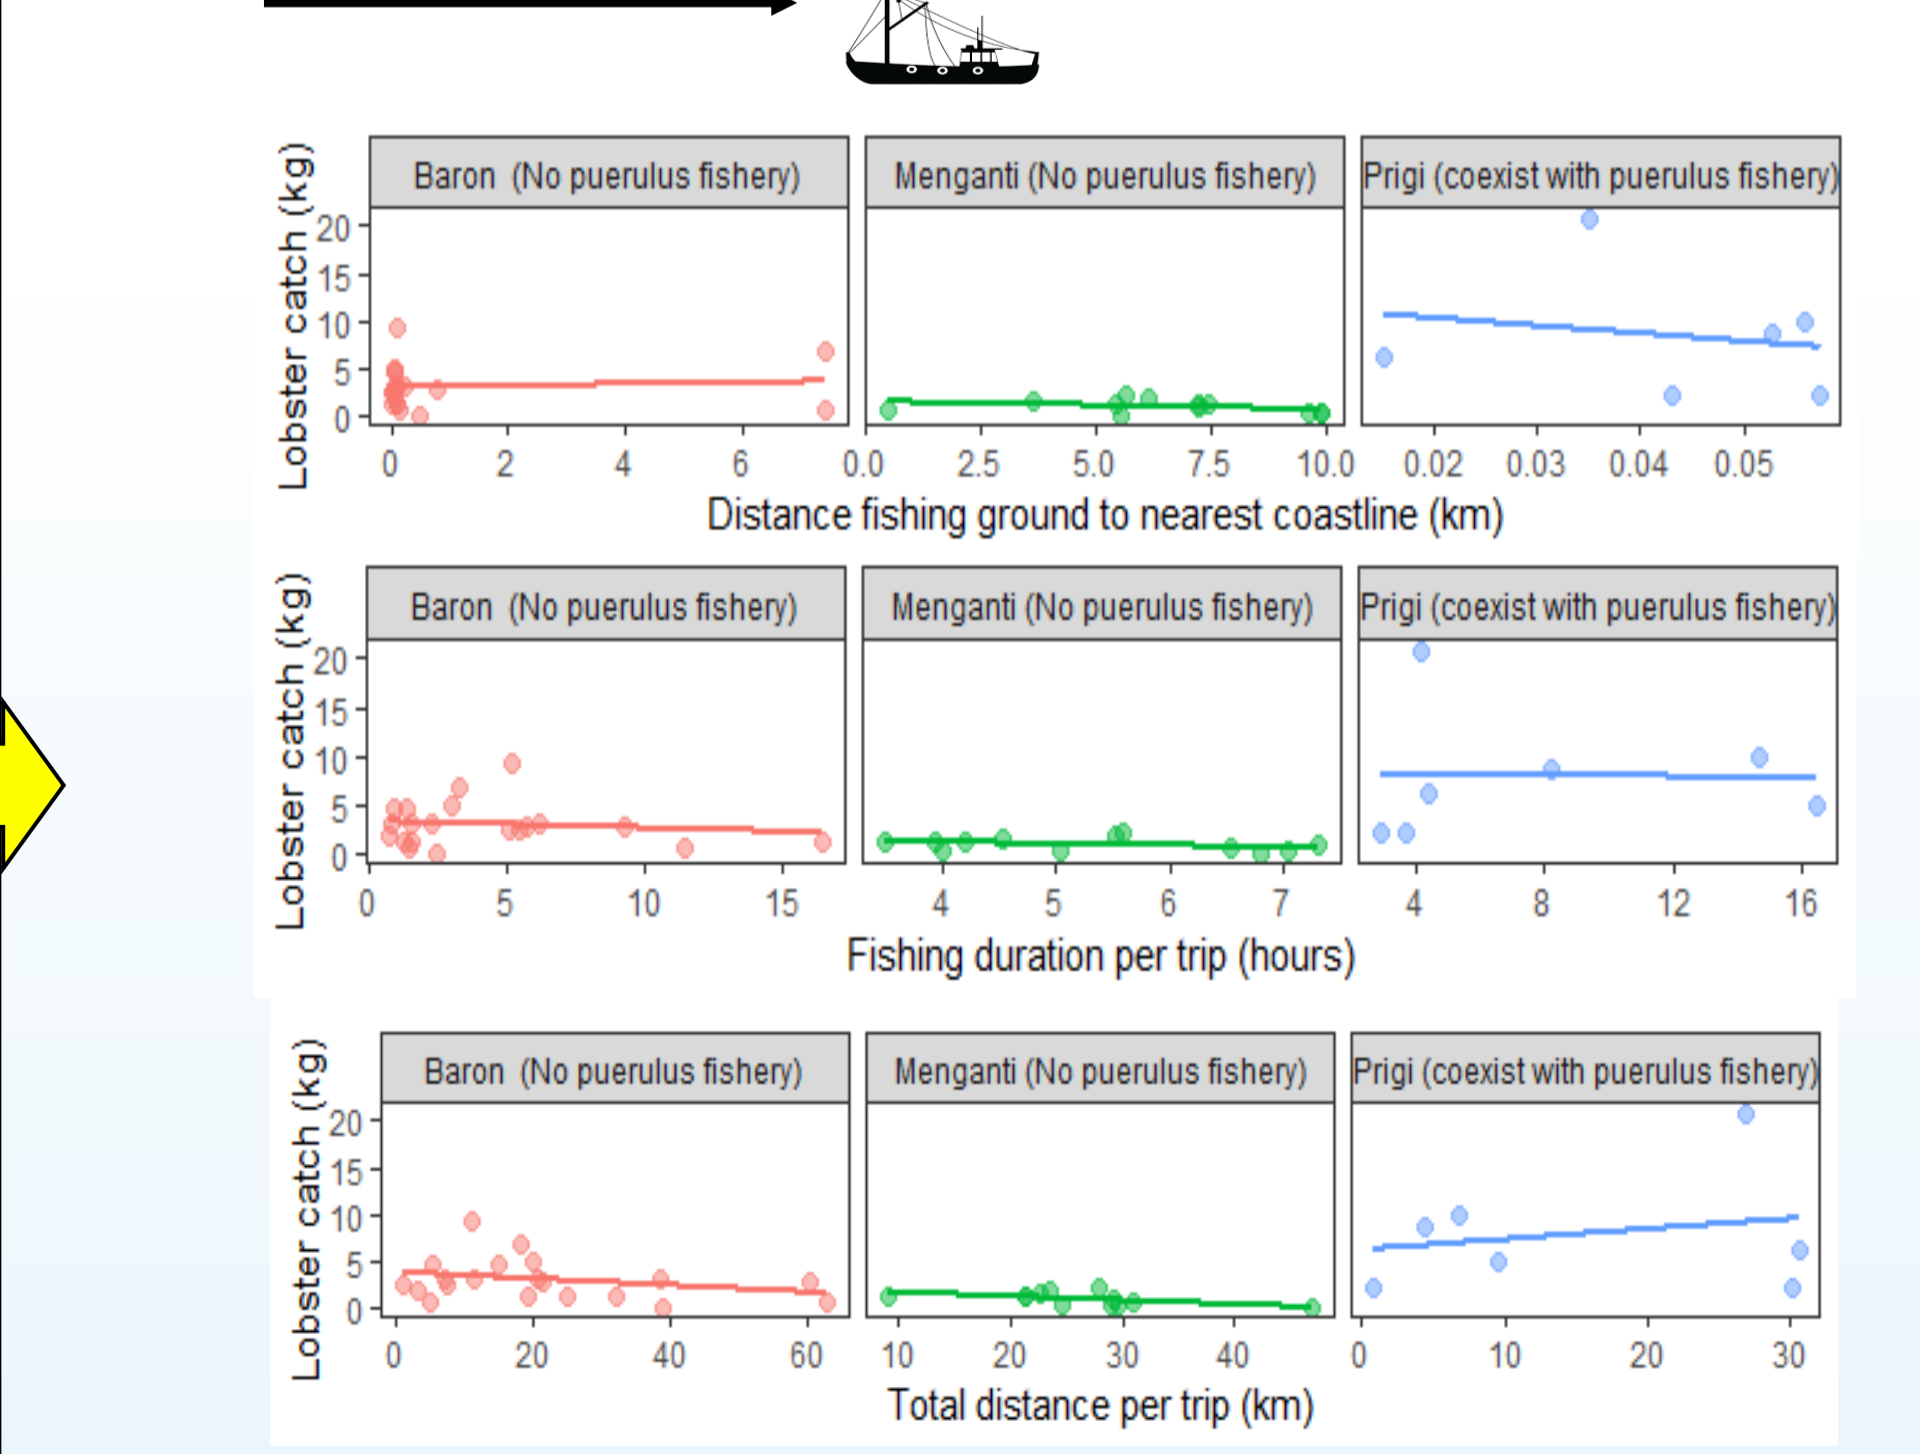 Baron (No puerulus fishery) Menganti (No puerulus fishery) Prigi (coexist with puerulus fishery)
Lobster catch (kg)
20
15
10
5
0
0 2 4 6 0.0 2.5 5.0 7.5 10.0 0.02 0.03 0.04 0.05
Distance fishing ground to nearest coastline (km)
Baron (No puerulus fishery) Menganti (No puerulus fishery) Prigi (coexist with puerulus fishery)
Lobster catch (kg)
20
15
10
5
0
0 5 10 15 4 5 6 7 4 8 12 16
Fishing duration per trip (hours)
Baron (No puerulus fishery) Menganti (No puerulus fishery) Prigi (coexist with puerulus fishery)
Lobster catch (kg)
20
15
10
5
0
0 20 40 60 10 20 30 40 0 10 20 30
Total distance per trip (km)